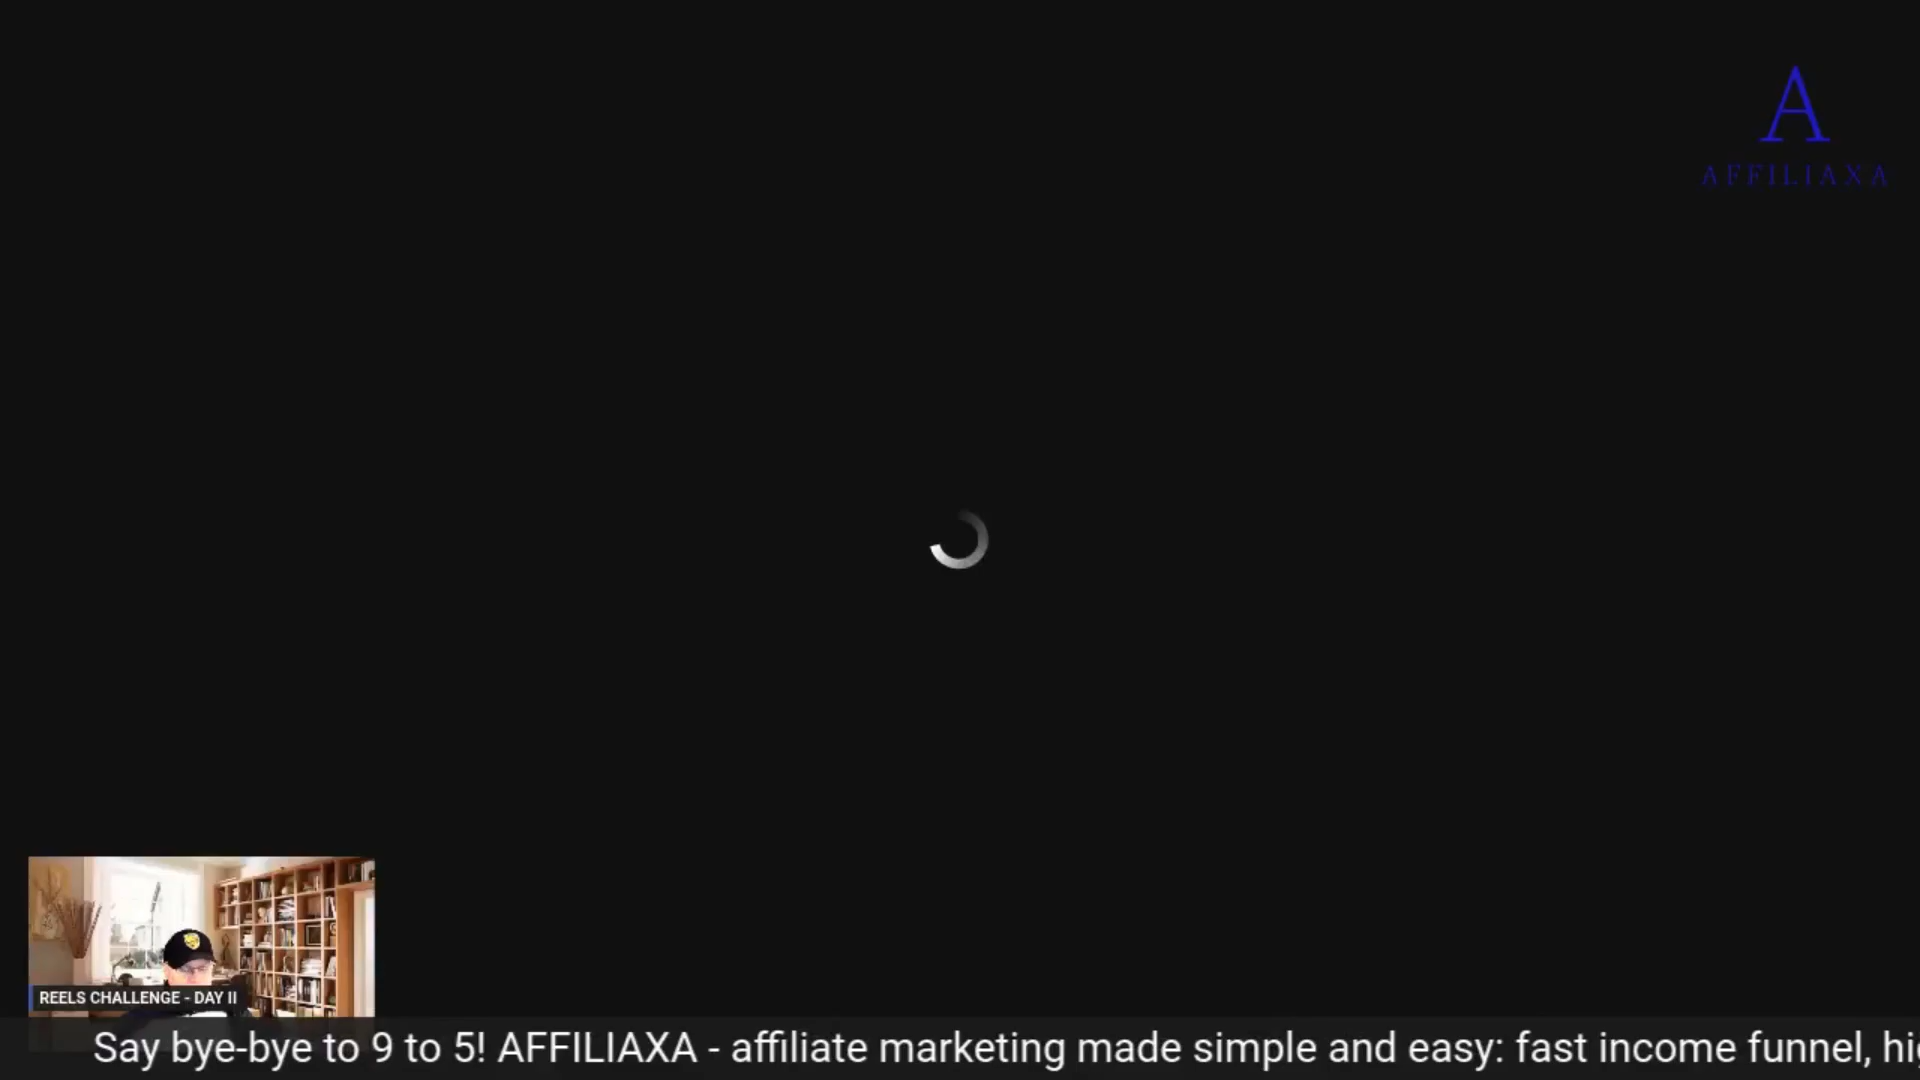 A
AFFILIAXA
REELS CHALLENGE - DAY II
Say bye-bye to 9 to 5! AFFILIAXA - affiliate marketing made simple and easy: fast income funnel,